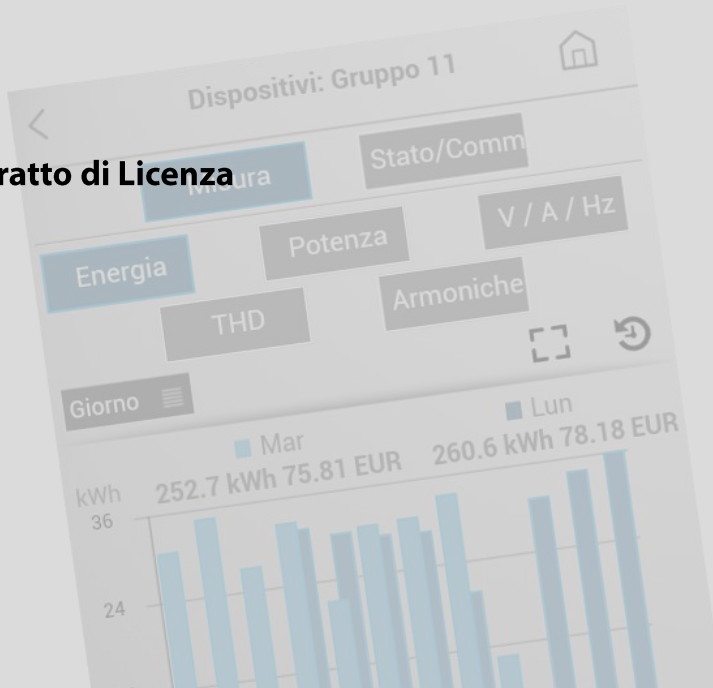 Dispositivi: Gruppo 11
Stato/Comm
ratto di Licenza
Misura
V / A / Hz
Potenza
Energia
Armoniche
THD
Giorno
Lun
Mar
260.6 kWh 78.18 EUR
252.7 kWh 75.81 EUR
kWh
36
24